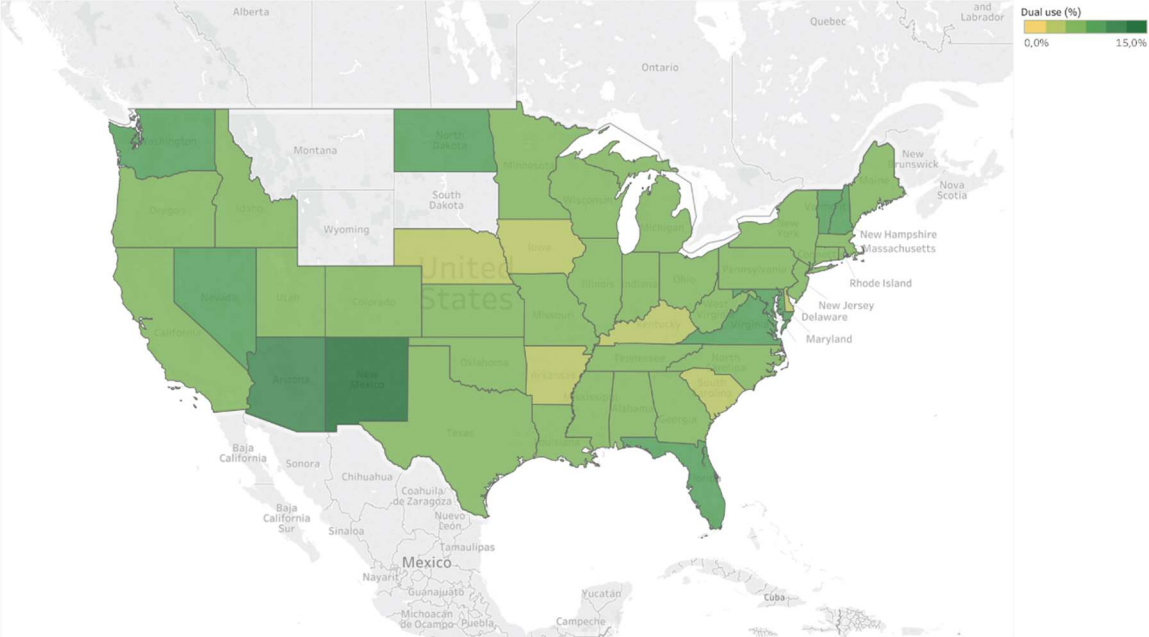 Alberta
Quebec
and
Labrador
Dual use (%)
0,0%
15,0%
Ontario
Washington
Montana
North
Dakota
Minnesota
New
Brunswick
Maine
Nova
Scotia
Oregon
Idaho
Wyoming
South
Dakota
Wisconsin
Michigan
New
York
New Hampshire
Massachusetts
Rhode Island
United
States
Iowa
Nevada
Utah
Colorado
Illinois
Indiana
Ohio
Pennsylvania
New Jersey
Delaware
Maryland
California
Missouri
Kentucky
West
Virginia
Virginia
Arizona
New
Mexico
Oklahoma
Arkansas
Tennessee
North
Carolina
South
Carolina
Mississippi
Alabama
Georgia
Texas
Louisiana
Florida
Baja
California
Sonora
Chihuahua
Coahuila
de Zaragoza
Baja
California
Sur
Sinaloa
Nuevo
León
Tamaulipas
Mexico
Nayarit
Guanajuato
Michoacán
de Ocampo
Puebla
Yucatán
Campeche
Cuba